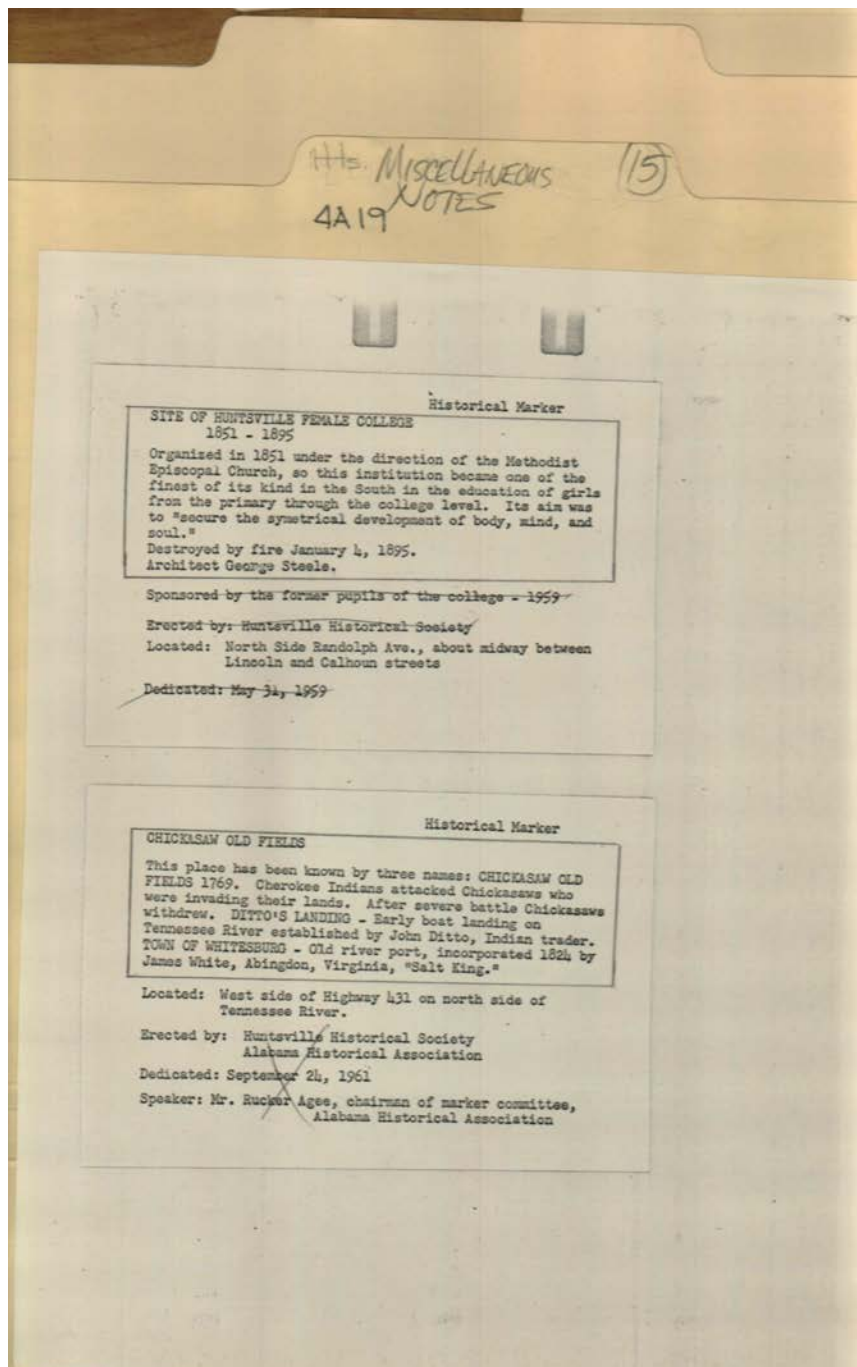 Hts. MISCELLANEOUS
NOTES
15
4A19
Historical Marker
SITE OF HUNTSVILLE FEMALE COLLEGE
1851 - 1895
Organized in 1851 under the direction of the Methodist
Episcopal Church, so this institution became one of the
finest of its kind in the South in the education of girls
from the primary through the college level. Its aim was
to "secure the symetrical development of body, mind, and
soul."
Destroyed by fire January 4, 1895.
Architect George Steele.
Sponsored by the former pupils of the college - 1959
Erected by: Huntsville Historical Society
Located: North Side Randolph Ave., about midway between
Lincoln and Calhoun streets
Dedicated: May 31, 1959
Historical Marker
CHICKASAW OLD FIELDS
This place has been known by three names: CHICKASAW OLD
FIELDS 1769. Cherokee Indians attacked Chickasaws who
were invading their lands. After severe battle Chickasaws
withdrew. DITTO'S LANDING - Early boat landing on
Tennessee River established by John Ditto, Indian trader.
TOWN OF WHITESBURG - Old river port, incorporated 1824 by
James White, Abingdon, Virginia, "Salt King."
Located: West side of Highway 431 on north side of
Tennessee River.
Erected by: Huntsville Historical Society
Alabama Historical Association
Dedicated: September 24, 1961
Speaker: Mr. Rucker Agee, chairman of marker committee,
Alabama Historical Association